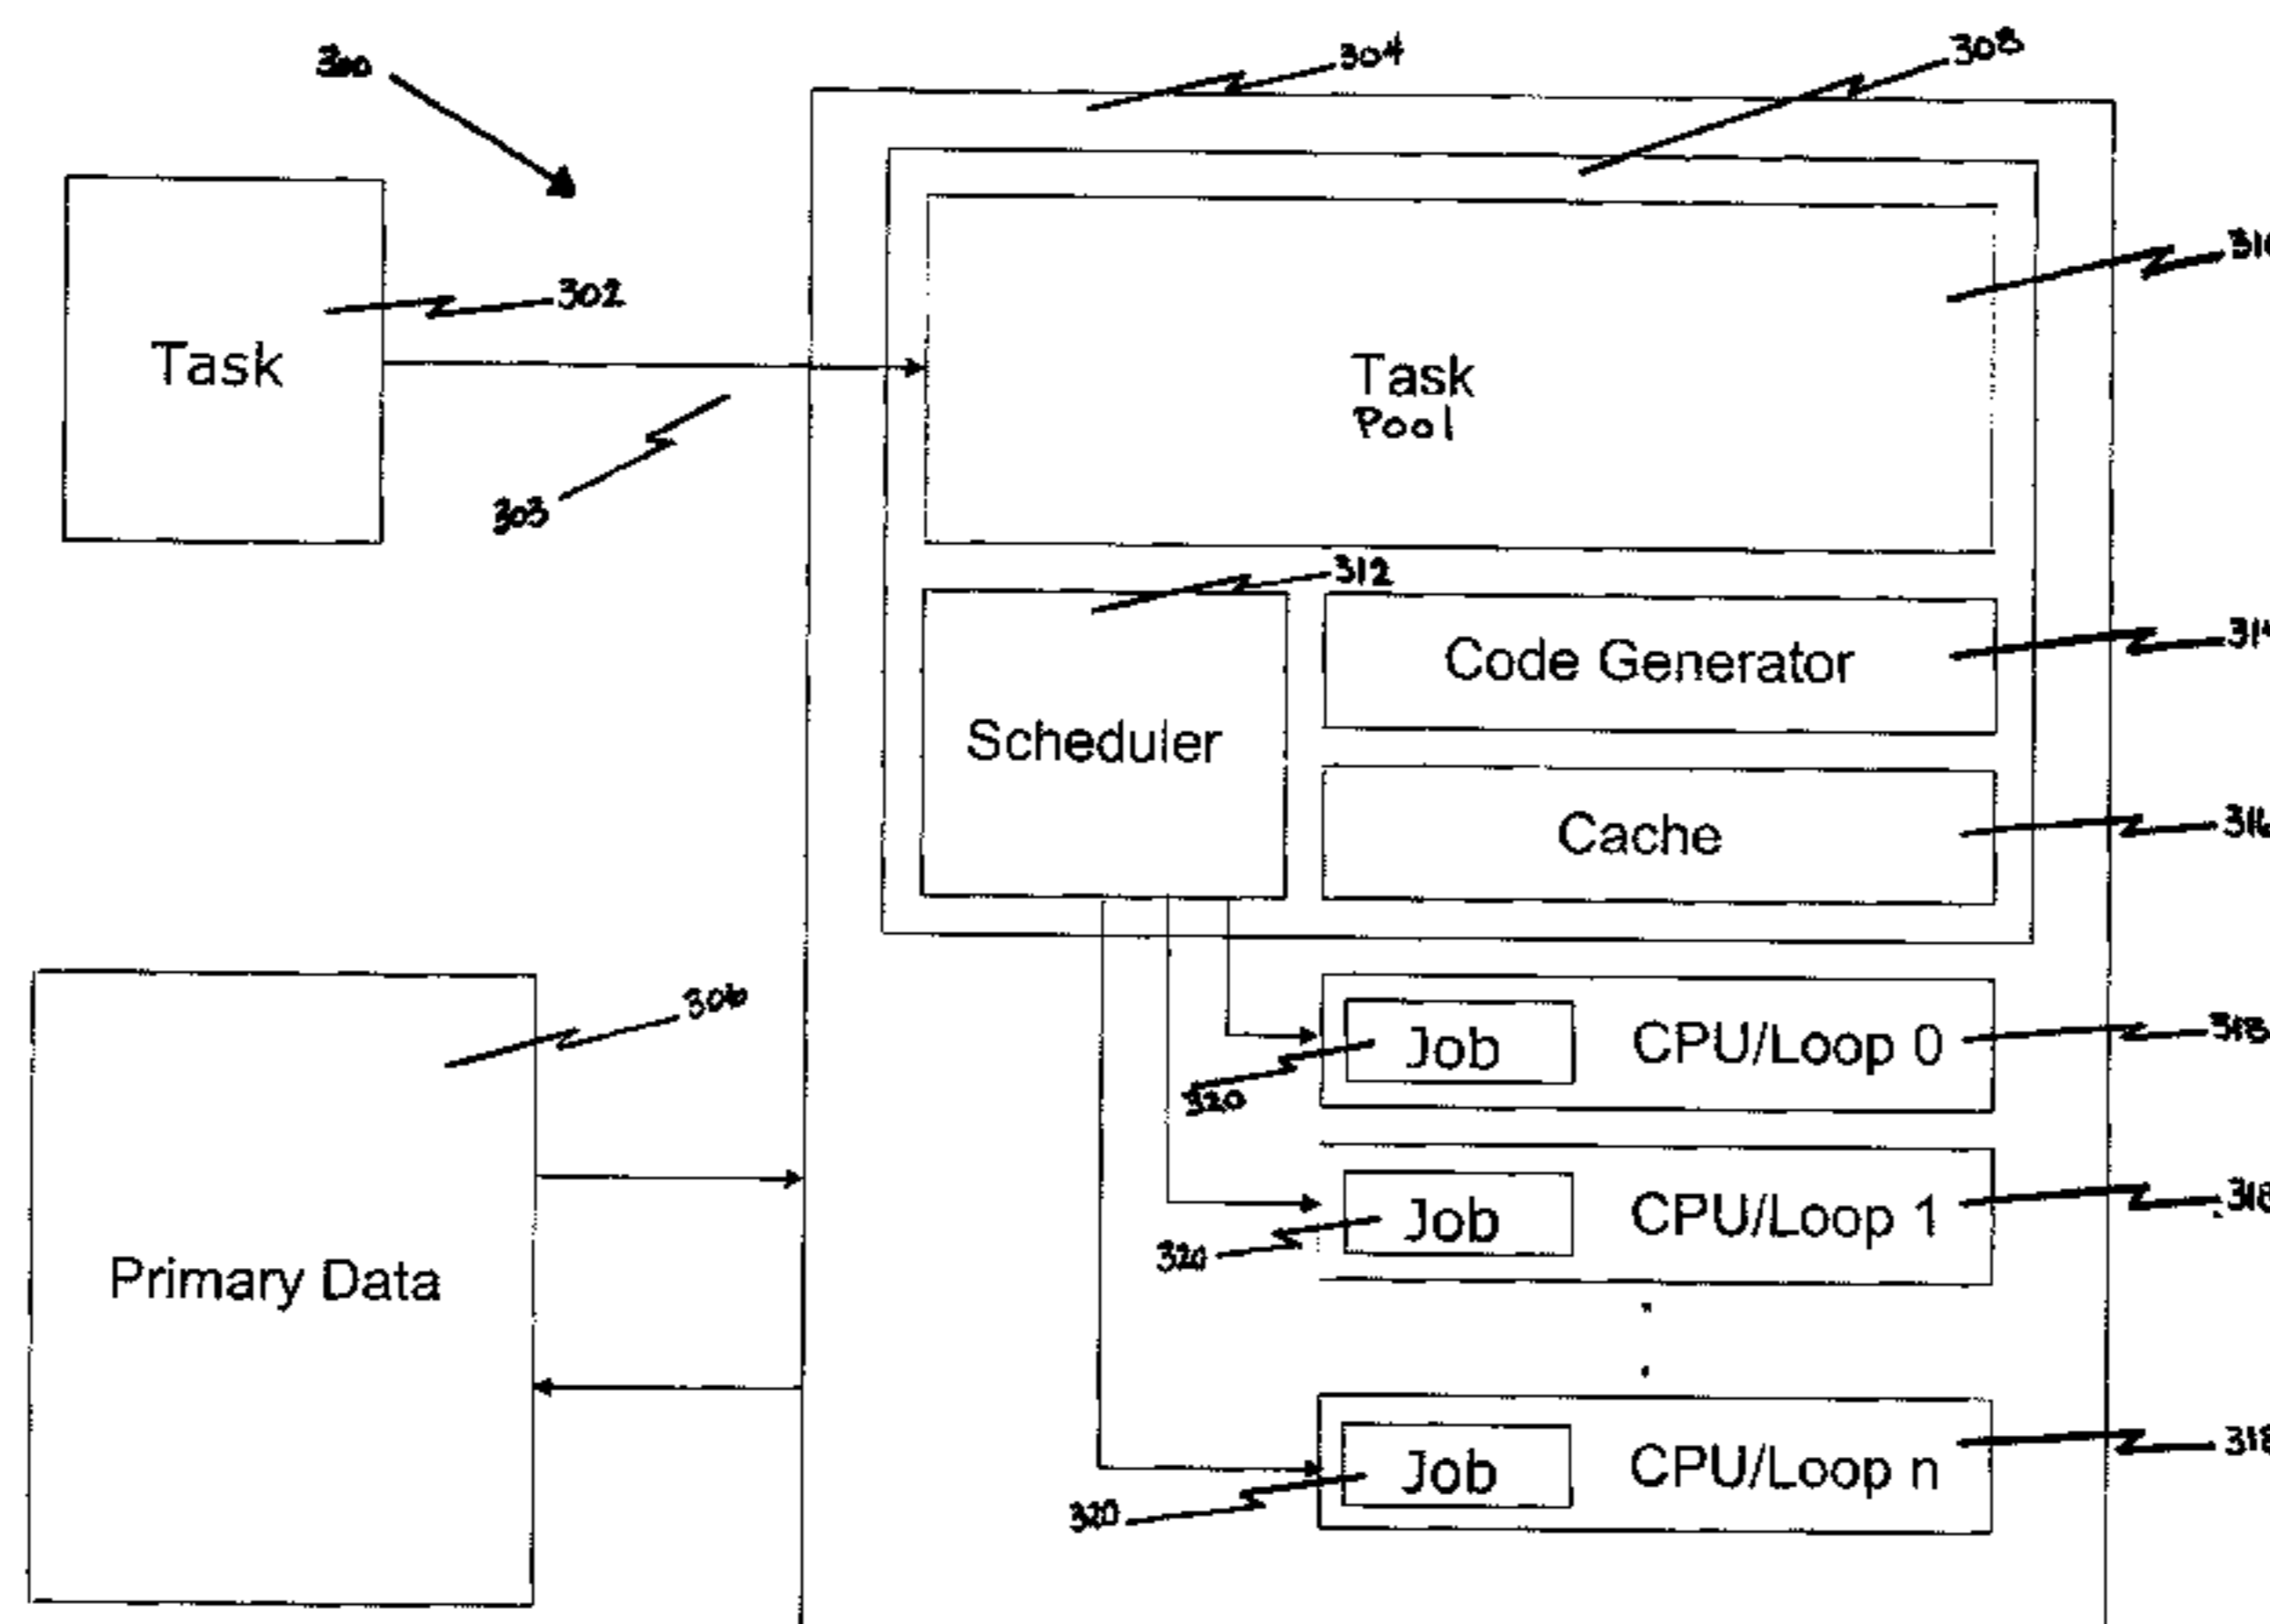 300
304
308
302
Task
303
Task
Pool
310
312
Code Generator
314
Scheduler
Cache
316
306
Primary Data
Job
CPU/Loop 0
318
320
Job
CPU/Loop 1
318
320
.
.
Job
CPU/Loop n
318
320